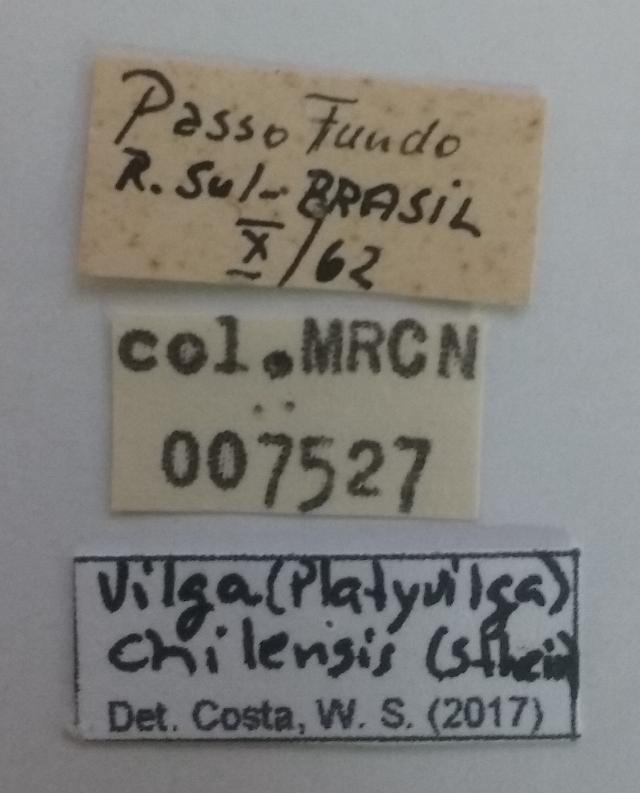 Passo Fundo
R. Sul - BRASIL
X/62
col. MRCN
007527
Vilga (Platyvilga)
chilensis
Det. Costa, W. S. (2017)